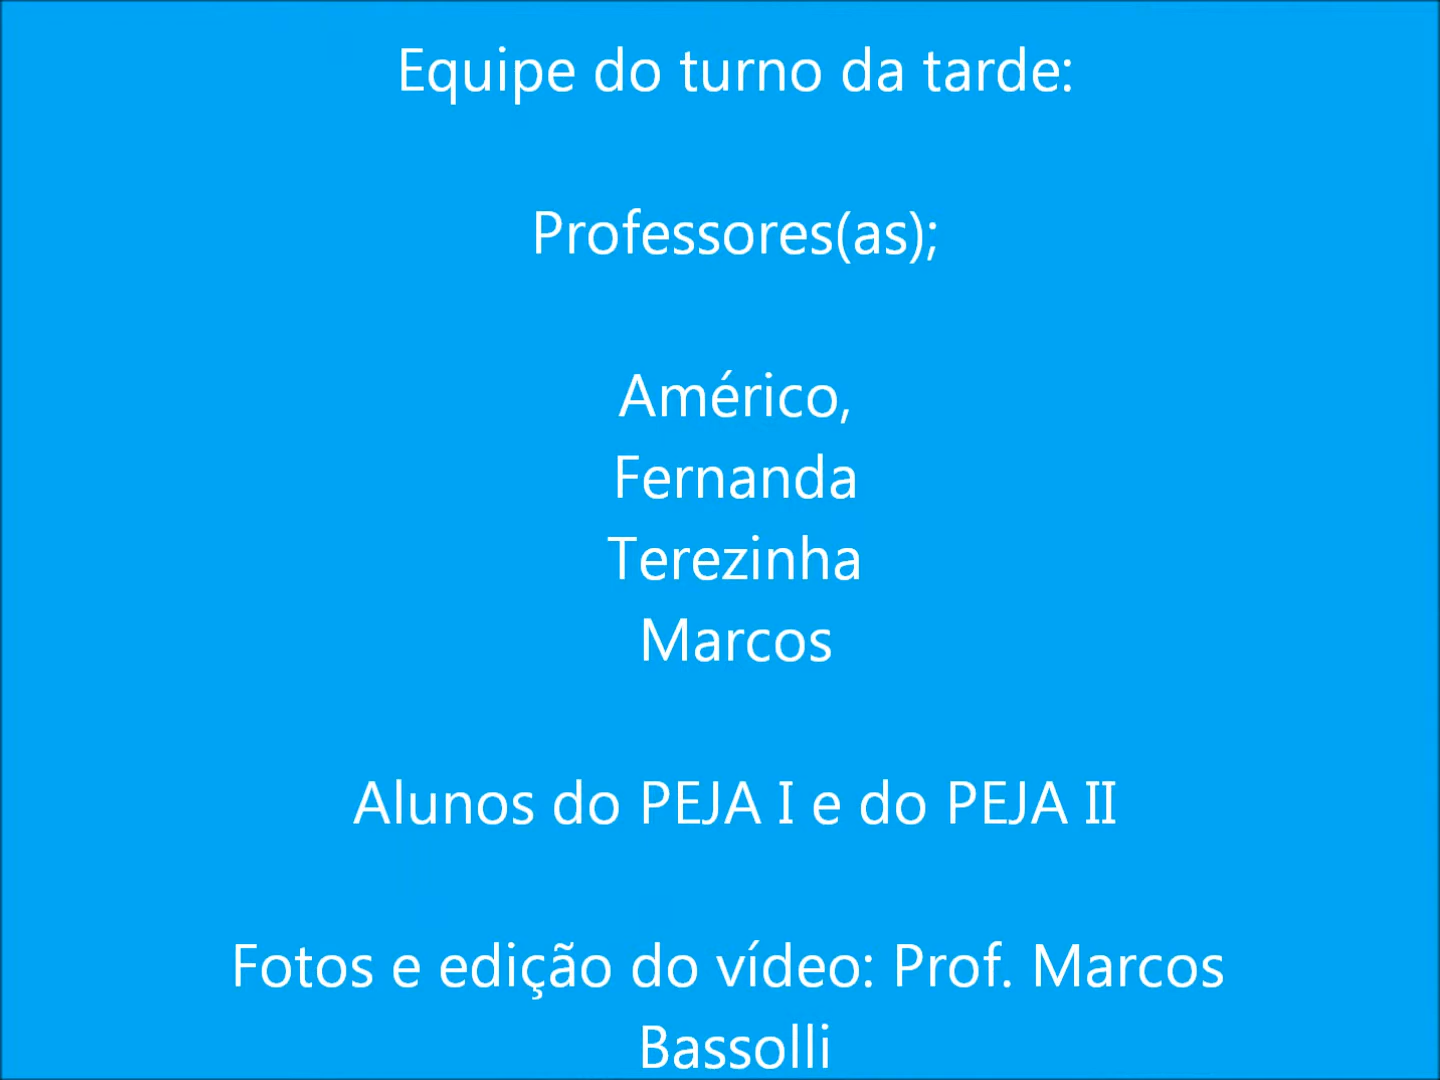 Equipe do turno da tarde:
Professores(as);
Américo,
Fernanda
Terezinha
Marcos
Alunos do PEJA I e do PEJA II
Fotos e edição do vídeo: Prof. Marcos
Bassolli